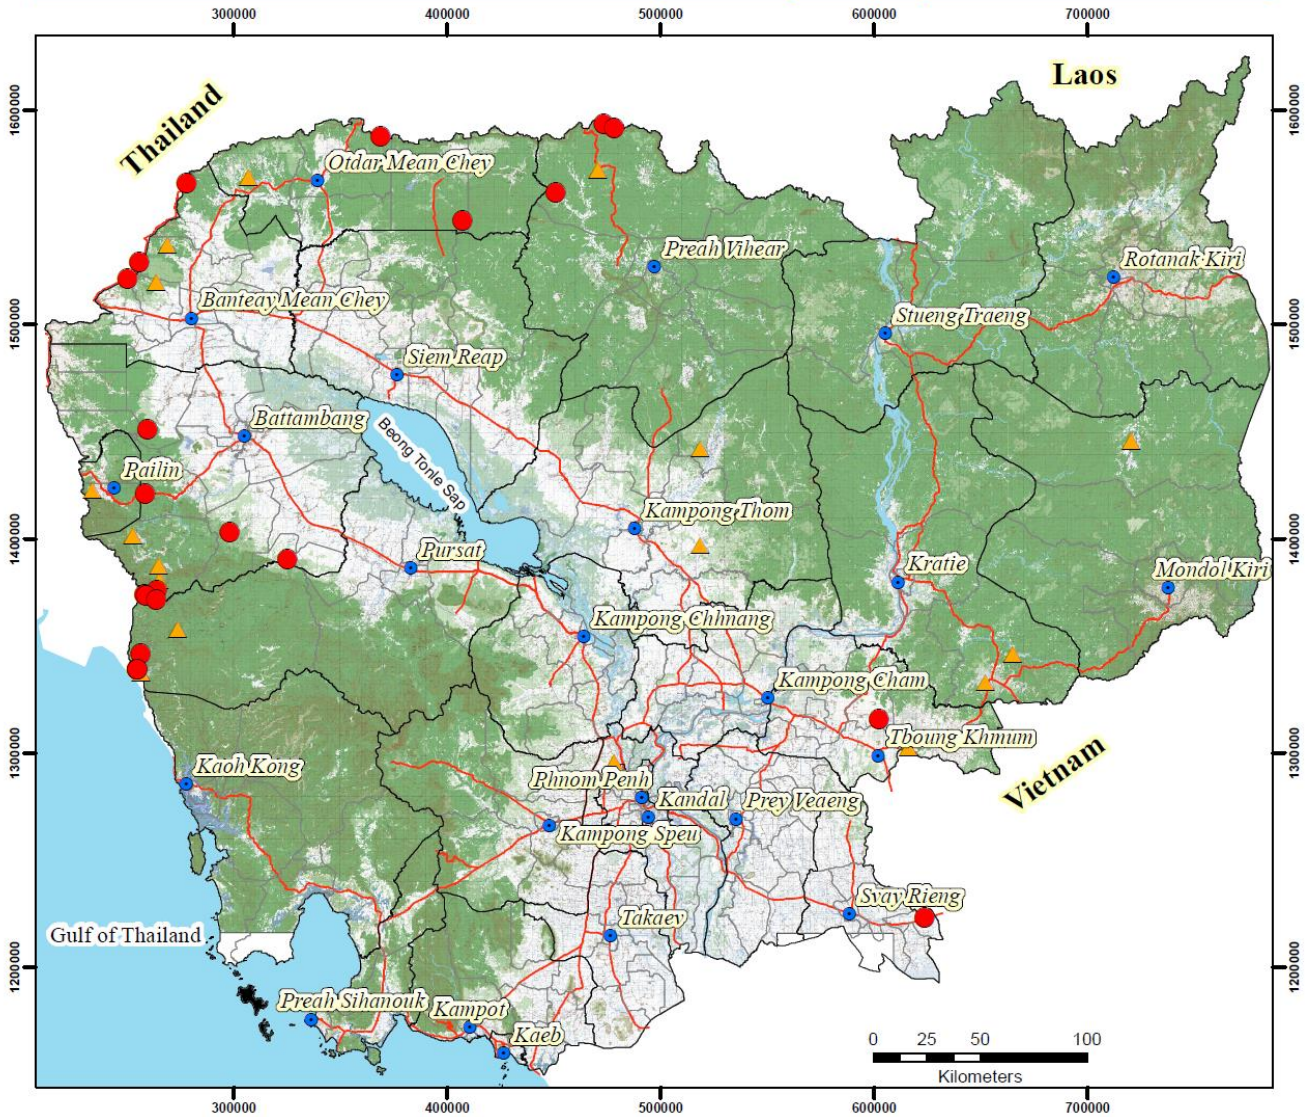 300000 400000 500000 600000 700000
Laos
Thailand
1600000 1600000
Otdar Mean Chey
Preah Vihear
Rotanak Kiri
Banteay Mean Chey
Stueng Traeng
1500000 1500000
Siem Reap
Battambang
Beong Tonle Sap
Pailin
Kampong Thom
1400000 1400000
Pursat
Kratie
Mondol Kiri
Kampong Chhnang
Kampong Cham
Tboung Khmum
1300000 1300000
Vietnam
Kaoh Kong
Phnom Penh
Kandal
Prey Veaeng
Kampong Speu
Svay Rieng
Takaev
Gulf of Thailand
1200000 1200000
Preah Sihanouk
Kampot
Kaeb
0 25 50 100
Kilometers
300000 400000 500000 600000 700000